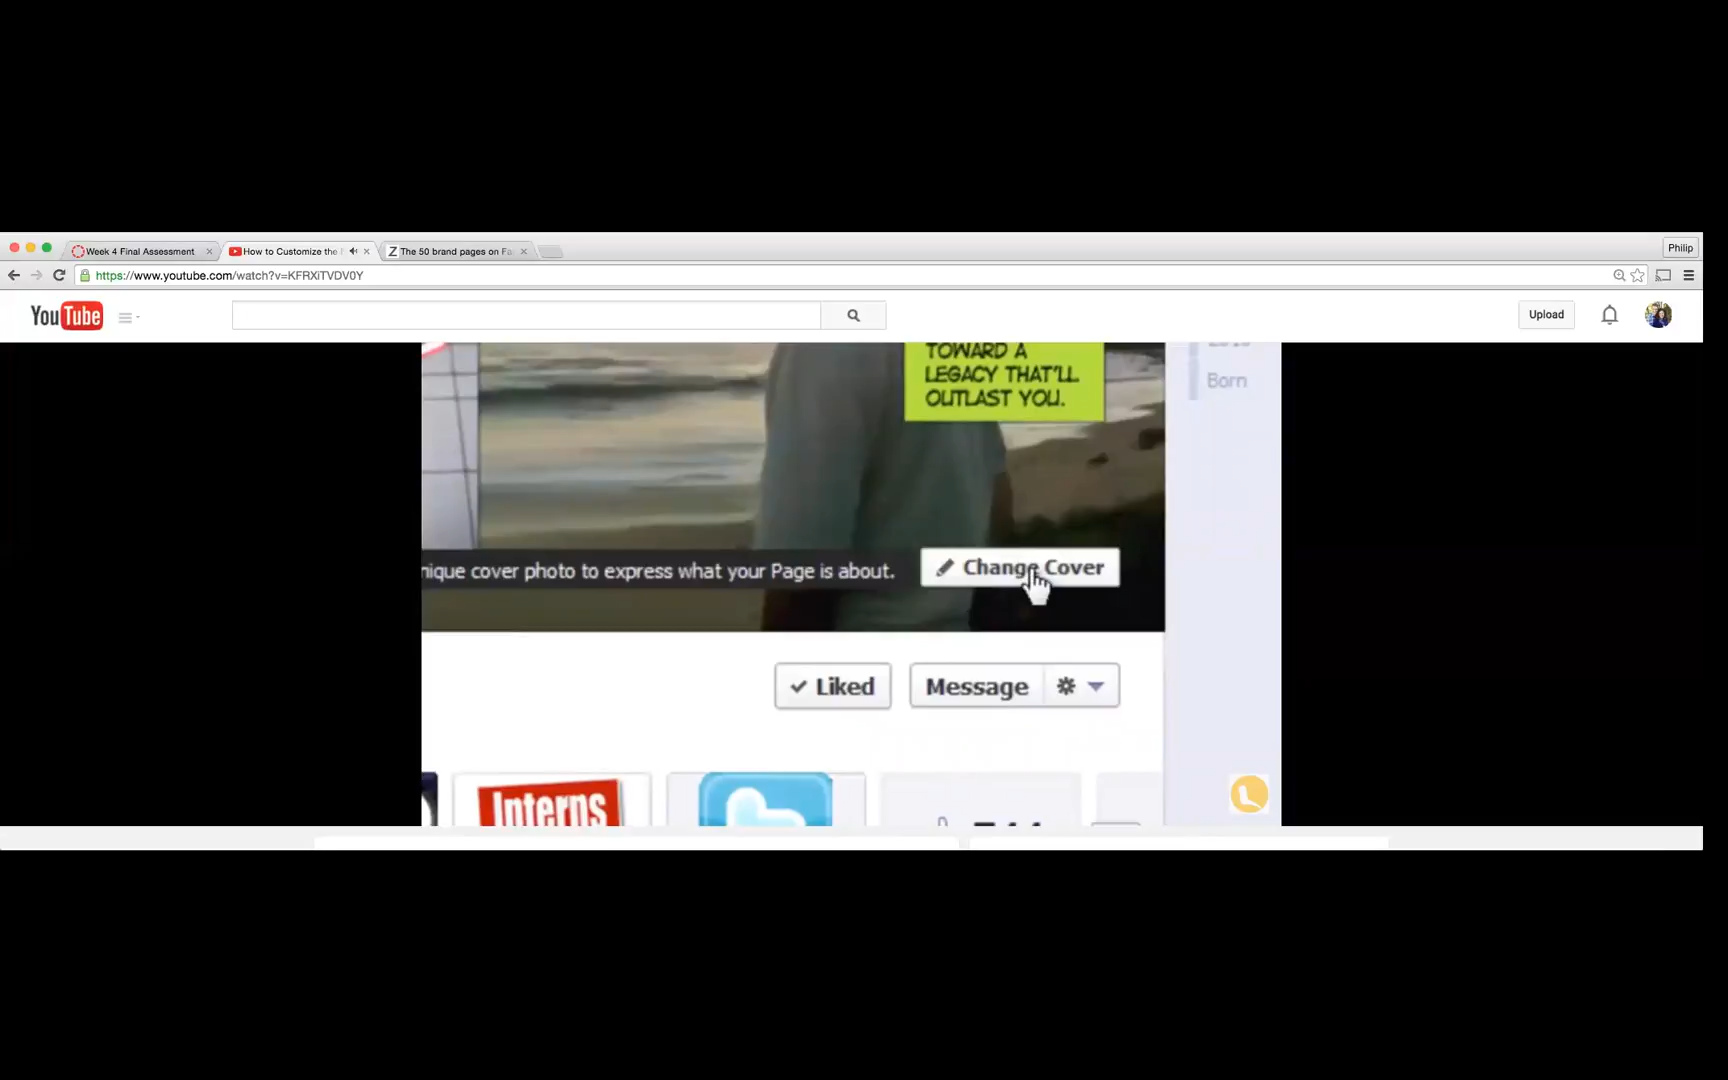 Week 4 Final Assessment
How to Customize the
The 50 brand pages on Fa
Philip
https://www.youtube.com/watch?v=KFRXiTVDV0Y
YouTube
Upload
TOWARD A
LEGACY THAT'LL
OUTLAST YOU.
Born
nique cover photo to express what your Page is about.
Change Cover
Liked
Message
Interns